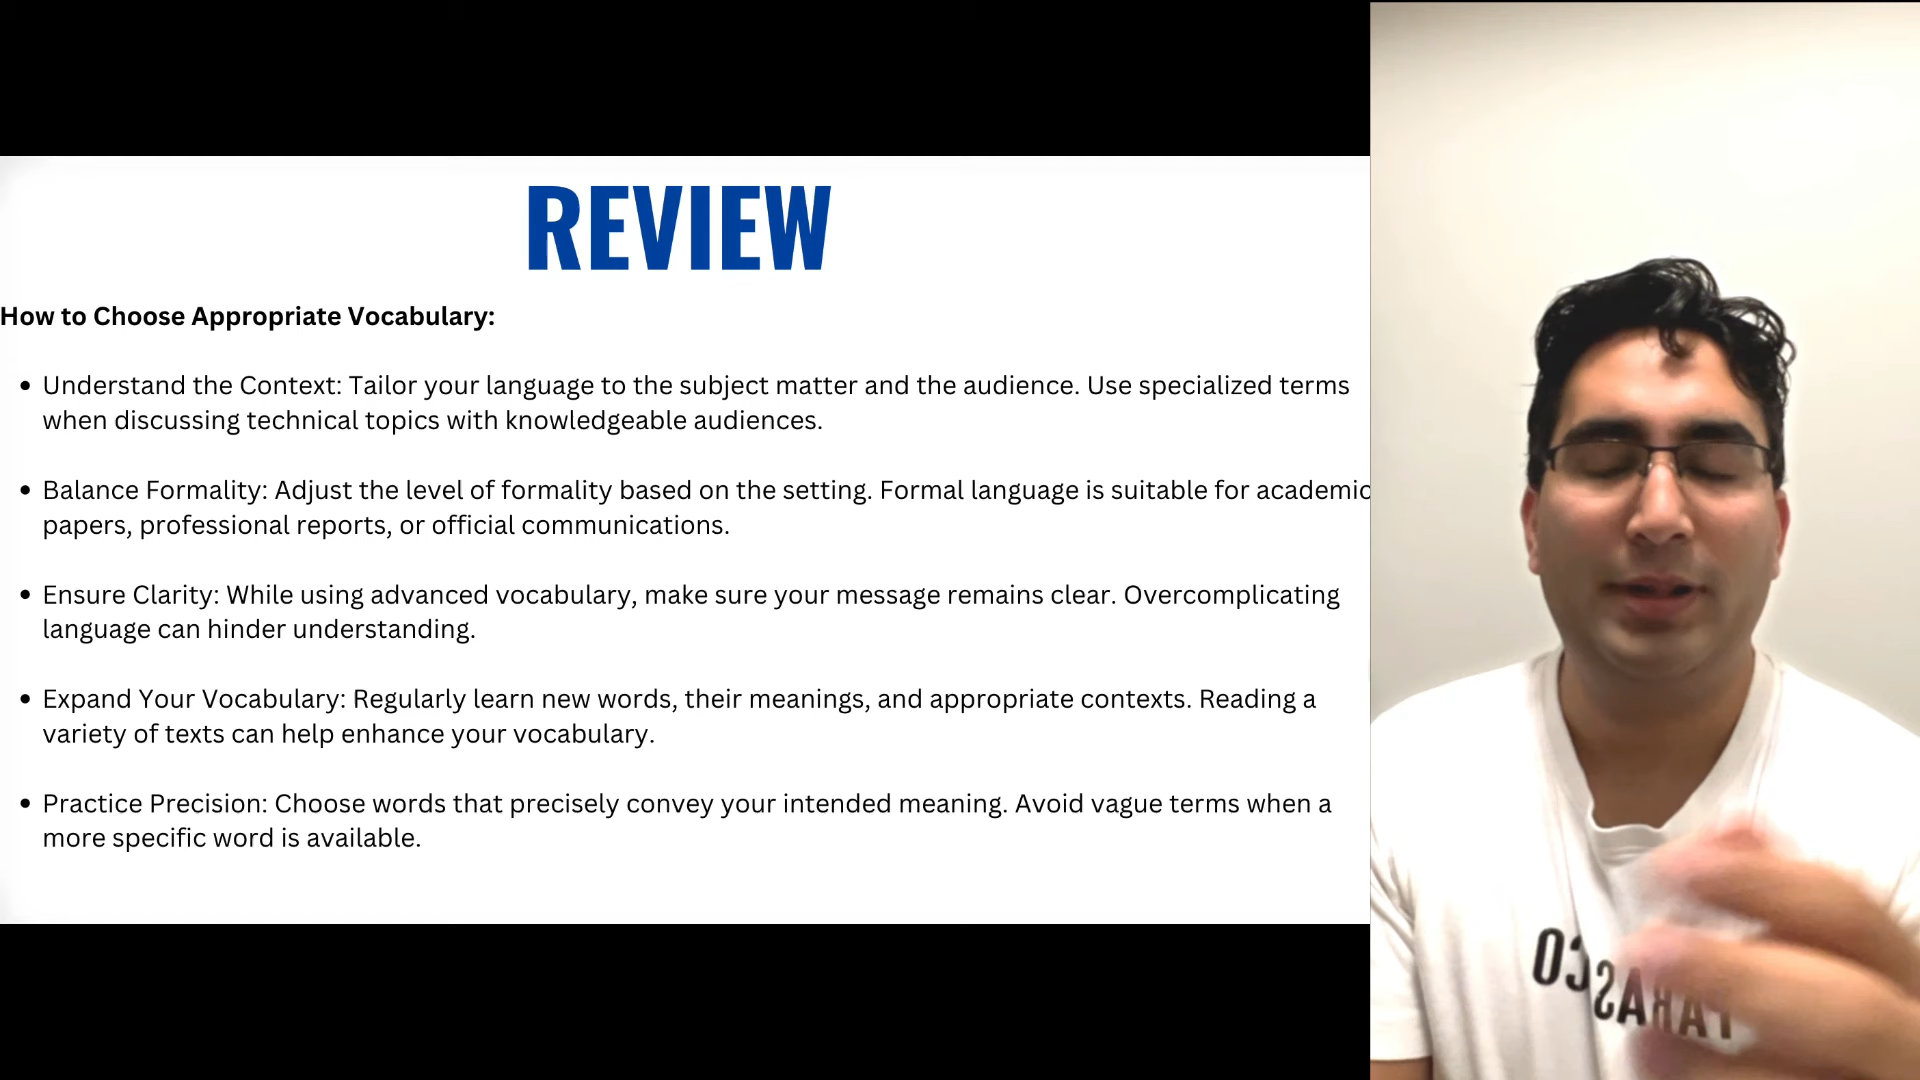 REVIEW
How to Choose Appropriate Vocabulary:
• Understand the Context: Tailor your language to the subject matter and the audience. Use specialized terms
when discussing technical topics with knowledgeable audiences.
• Balance Formality: Adjust the level of formality based on the setting. Formal language is suitable for academic
papers, professional reports, or official communications.
• Ensure Clarity: While using advanced vocabulary, make sure your message remains clear. Overcomplicating
language can hinder understanding.
• Expand Your Vocabulary: Regularly learn new words, their meanings, and appropriate contexts. Reading a
variety of texts can help enhance your vocabulary.
• Practice Precision: Choose words that precisely convey your intended meaning. Avoid vague terms when a
more specific word is available.